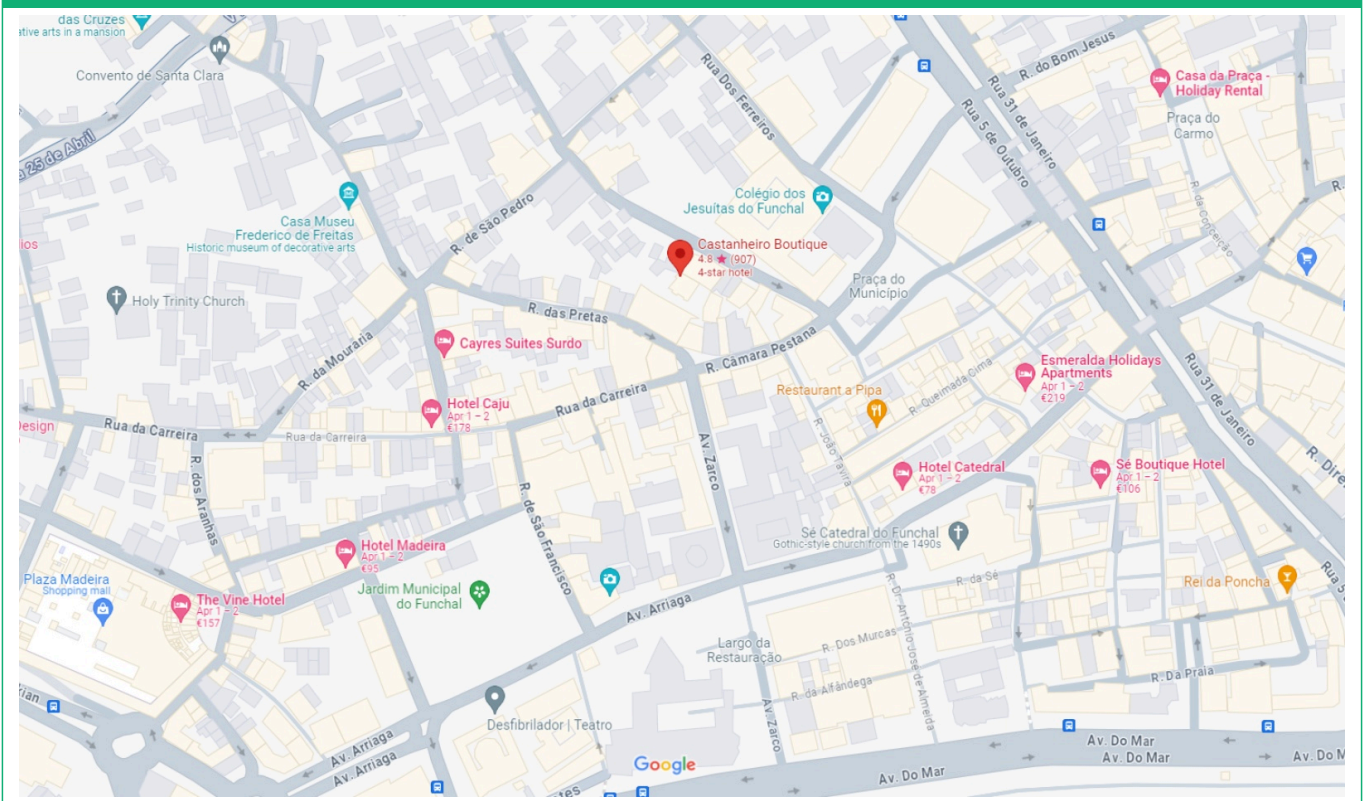 das Cruzes
ative arts in a mansion
Convento de Santa Clara
a 25 de Abril
Rua Dos Ferreiros
R. do Bom Jesus
Rua 31 de Janeiro
Rua 5 de Outubro
Casa da Praça -
Holiday Rental
Praça do
Carmo
R. da Conceição
R.
Casa Museu
Frederico de Freitas
Historic museum of decorative arts
R. de São Pedro
Colégio dos
Jesuítas do Funchal
Castanheiro Boutique
4.8 ★ (907)
4-star hotel
Praça do
Município
ios
Holy Trinity Church
R. das Pretas
R. da Mouraria
Cayres Suites Surdo
R. Câmara Pestana
Esmeralda Holidays
Apartments
Apr 1 – 2
€219
Rua 31 de Janeiro
Restaurant a Pipa
R. Queimada Cima
Hotel Caju
Apr 1 – 2
€178
Rua da Carreira
Design
Rua da Carreira
Rua da Carreira
R. João Tavira
Av. Zarco
R. dos Aranhas
R. de São Francisco
Hotel Catedral
Apr 1 – 2
€78
Sé Boutique Hotel
Apr 1 – 2
€106
R. Dire
Sé Catedral do Funchal
Gothic-style church from the 1490s
Hotel Madeira
Apr 1 – 2
€95
Plaza Madeira
Shopping mall
The Vine Hotel
Apr 1 – 2
€157
Jardim Municipal
do Funchal
Av. Arriaga
R. da Sé
Rei da Poncha
Rua 5
R. Dr. António José de Almeida
Largo da
Restauração
R. Dos Murças
R. da Alfândega
R. Da Praia
Av. Zarco
Desfibrilador | Teatro
Av. Arriaga
Av. Arriaga
Google
Av. Do Mar
Av. Do Mar
Av. Do Mar
Av. Do M